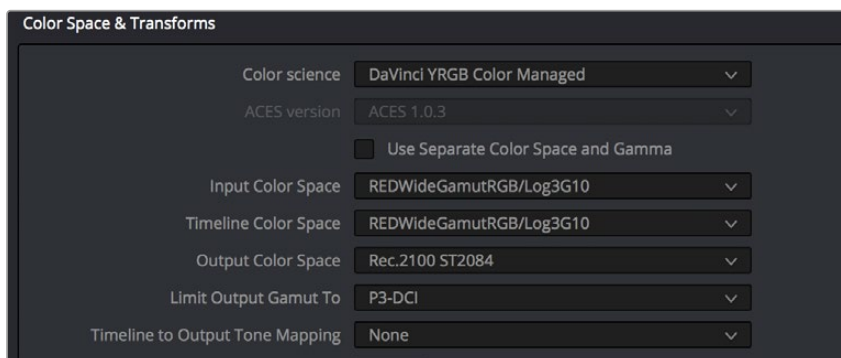 Color Space & Transforms
Color science DaVinci YRGB Color Managed
ACES version ACES 1.0.3
Use Separate Color Space and Gamma
Input Color Space REDWideGamutRGB/Log3G10
Timeline Color Space REDWideGamutRGB/Log3G10
Output Color Space Rec.2100 ST2084
Limit Output Gamut To P3-DCI
Timeline to Output Tone Mapping None